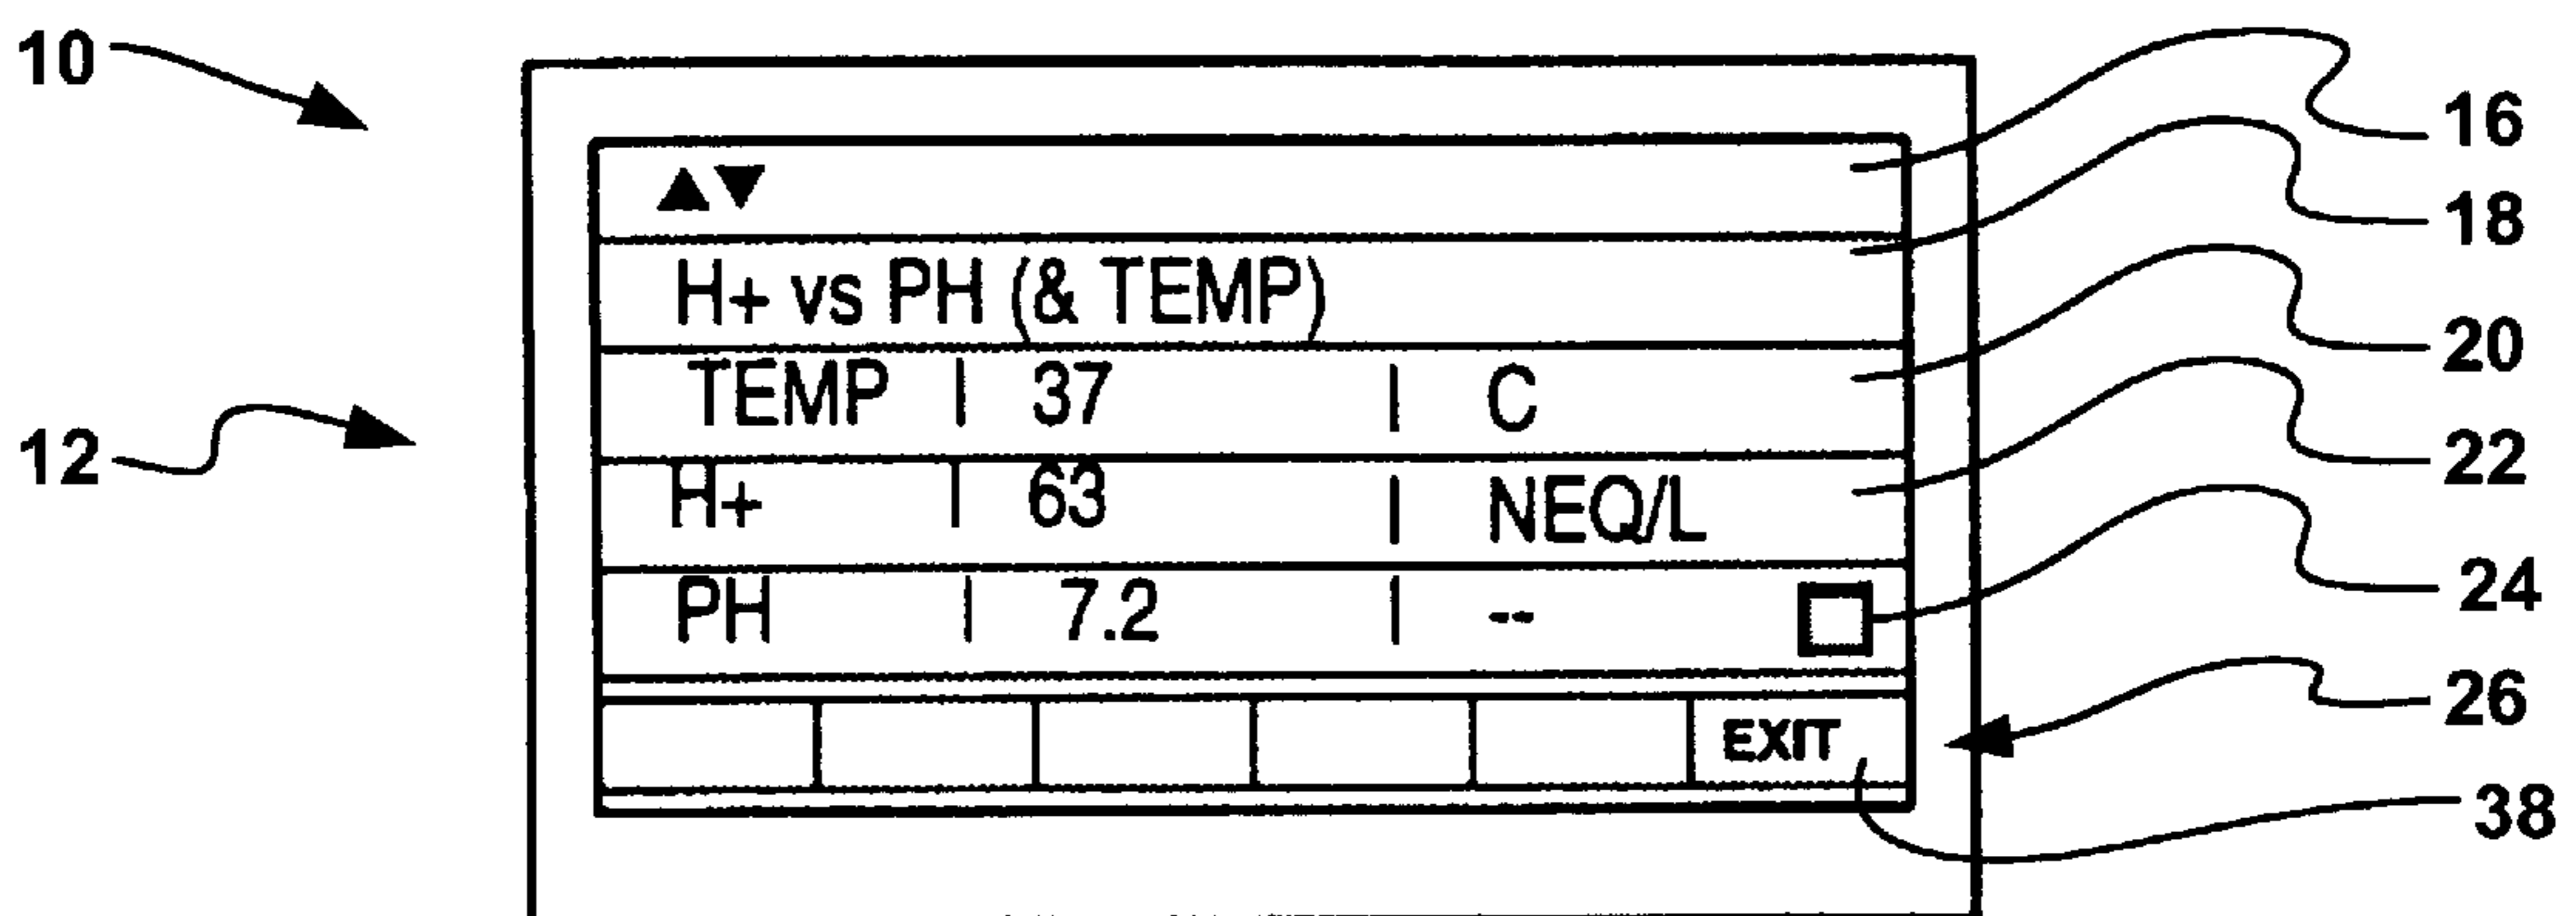 10
16
▲▼
18
H+ vs PH (& TEMP)
20
TEMP | 37 | C
12
22
H+ | 63 | NEQ/L
24
PH | 7.2 | --
26
EXIT
38